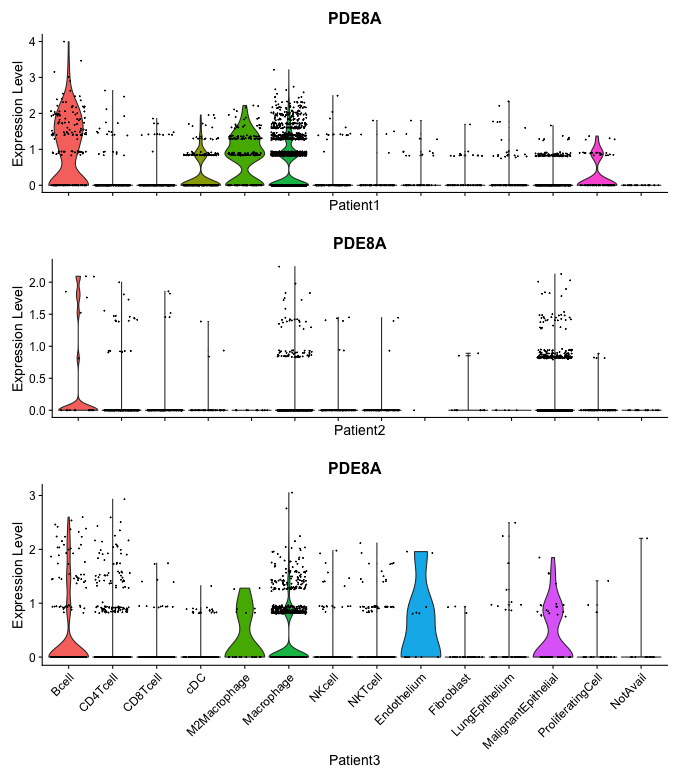 PDE8A
Expression Level
4
3
2
1
0
Patient1
PDE8A
Expression Level
2.0
1.5
1.0
0.5
0.0
Patient2
PDE8A
Expression Level
3
2
1
0
Bcell
CD4Tcell
CD8Tcell
cDC
M2Macrophage
Macrophage
NKcell
NKTcell
Endothelium
Fibroblast
LungEpithelium
MalignantEpithelial
ProliferatingCell
NotAvail
Patient3